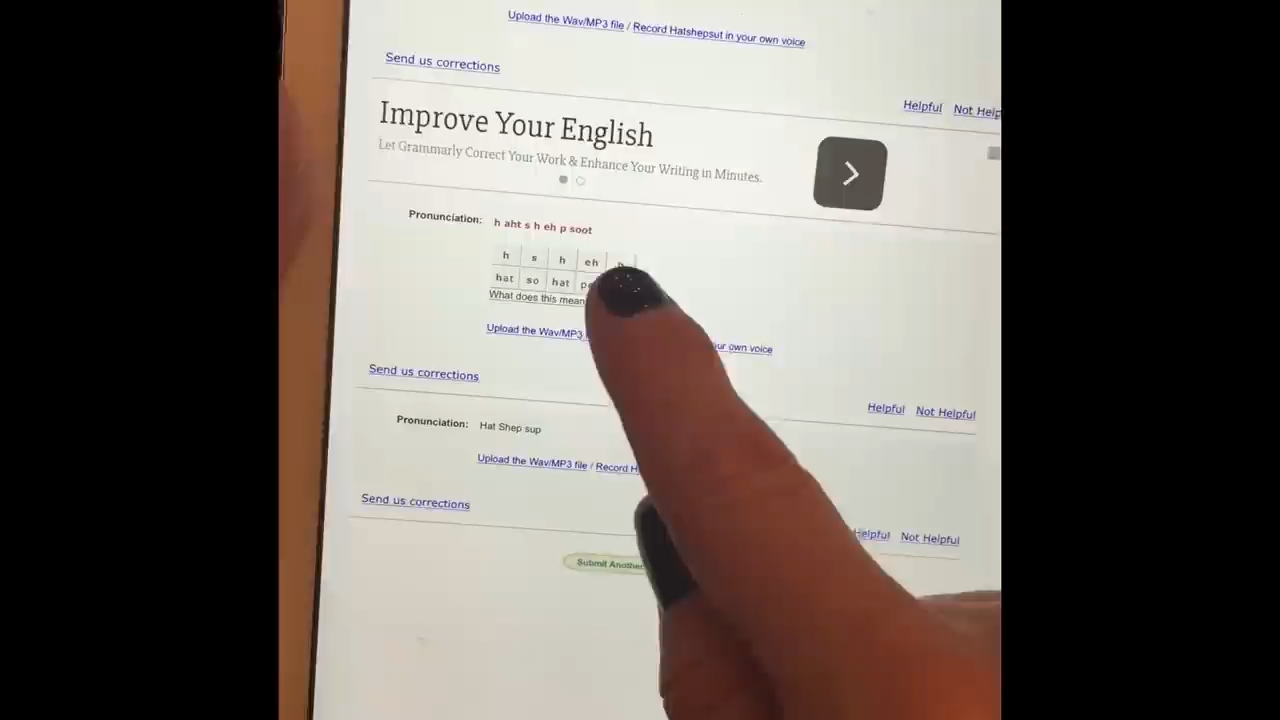 Upload the Wav/MP3 file / Record Hatshepsut in your own voice
Send us corrections
Helpful Not
Improve Your English
Let Grammarly Correct Your Work & Enhance Your Writing in Minutes.
Pronunciation: h aht s h eh p soot
h s h eh
hat so hat
What does this mean
Upload the Wav/MP3 your own voice
Send us corrections
Helpful Not Helpful
Pronunciation: Hat Shep sup
Upload the Wav/MP3 file / Record
Send us corrections
Helpful Not Helpful
Submit Another